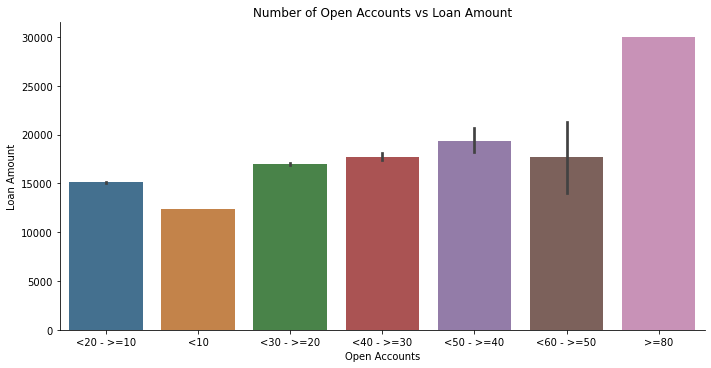 Number of Open Accounts vs Loan Amount
30000
25000
20000
15000
10000
5000
0
Loan Amount
<20 - >=10 <10 <30 - >=20 <40 - >=30 <50 - >=40 <60 - >=50 >=80
Open Accounts